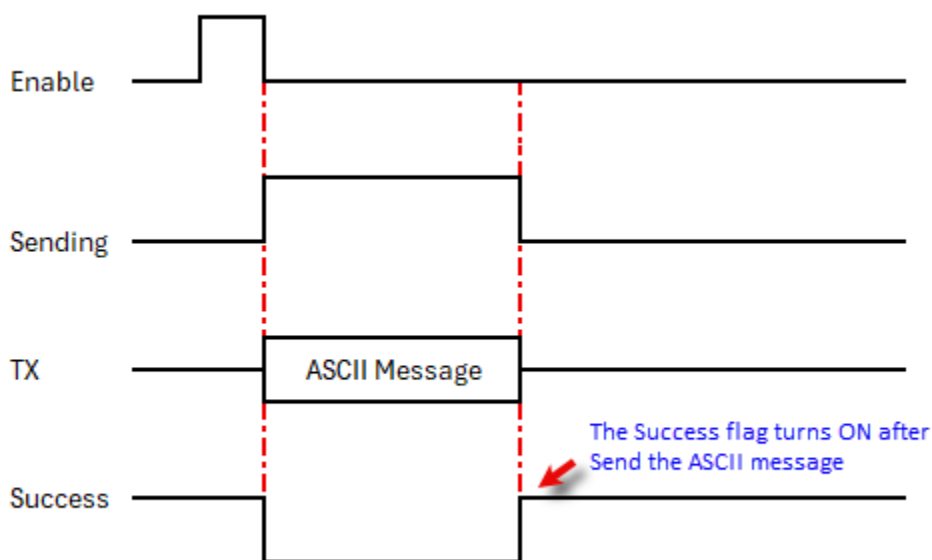 Enable
Sending
TX
ASCII Message
The Success flag turns ON after
Send the ASCII message
Success